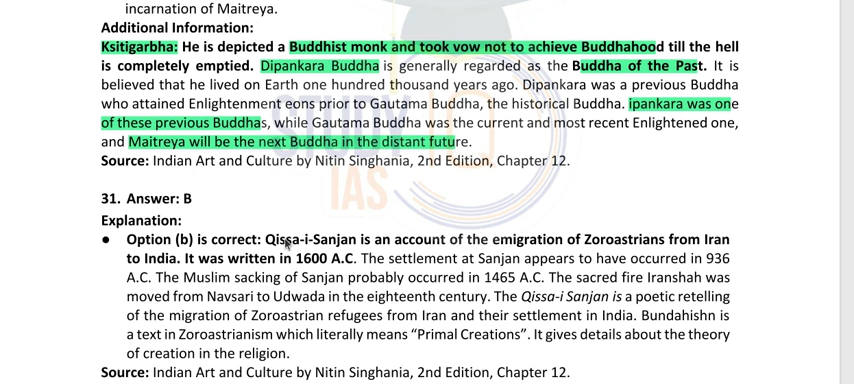 incarnation of Maitreya.
Additional Information:
Ksitigarbha: He is depicted a Buddhist monk and took vow not to achieve Buddhahood till the hell
is completely emptied. Dipankara Buddha is generally regarded as the Buddha of the Past. It is
believed that he lived on Earth one hundred thousand years ago. Dipankara was a previous Buddha
who attained Enlightenment eons prior to Gautama Buddha, the historical Buddha. ipankara was one
of these previous Buddhas, while Gautama Buddha was the current and most recent Enlightened one,
and Maitreya will be the next Buddha in the distant future.
Source: Indian Art and Culture by Nitin Singhania, 2nd Edition, Chapter 12.
STUDY
IAS
31. Answer: B
Explanation:
● Option (b) is correct: Qissa-i-Sanjan is an account of the emigration of Zoroastrians from Iran
to India. It was written in 1600 A.C. The settlement at Sanjan appears to have occurred in 936
A.C. The Muslim sacking of Sanjan probably occurred in 1465 A.C. The sacred fire Iranshah was
moved from Navsari to Udwada in the eighteenth century. The Qissa-i Sanjan is a poetic retelling
of the migration of Zoroastrian refugees from Iran and their settlement in India. Bundahishn is
a text in Zoroastrianism which literally means “Primal Creations”. It gives details about the theory
of creation in the religion.
Source: Indian Art and Culture by Nitin Singhania, 2nd Edition, Chapter 12.